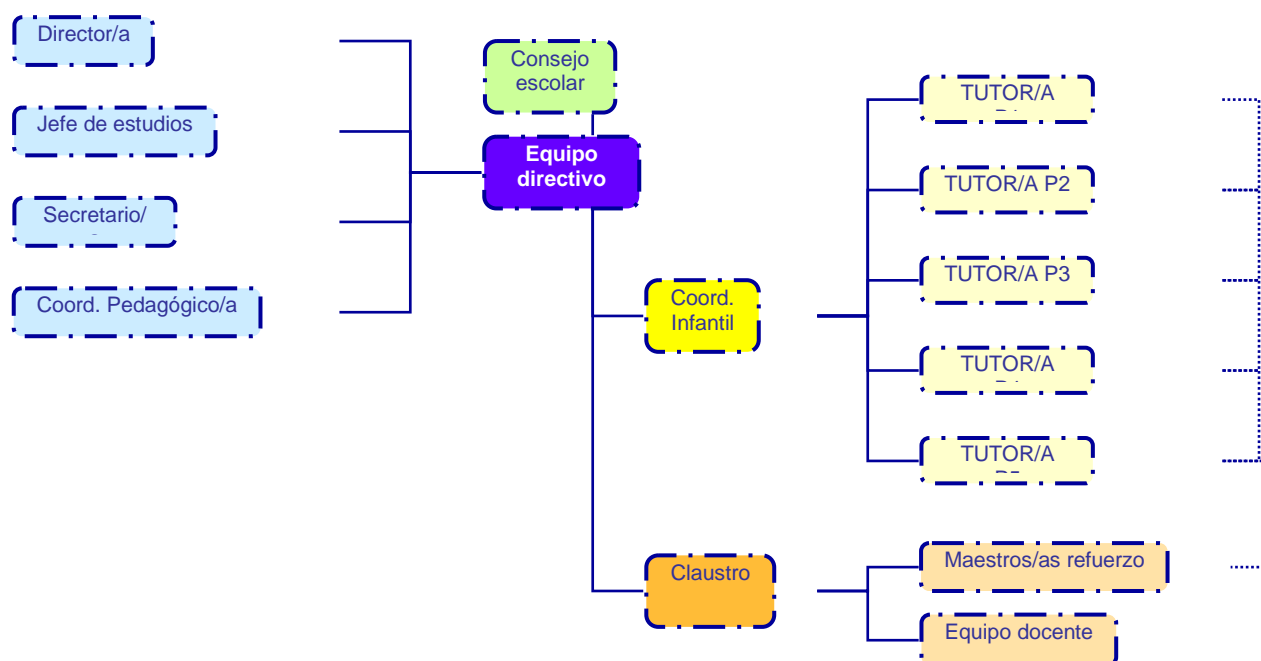 Director/a
Jefe de estudios
Secretario/
Coord. Pedagógico/a
Consejo
escolar
Equipo
directivo
Coord.
Infantil
Claustro
TUTOR/A
TUTOR/A P2
TUTOR/A P3
TUTOR/A
TUTOR/A
Maestros/as refuerzo
Equipo docente